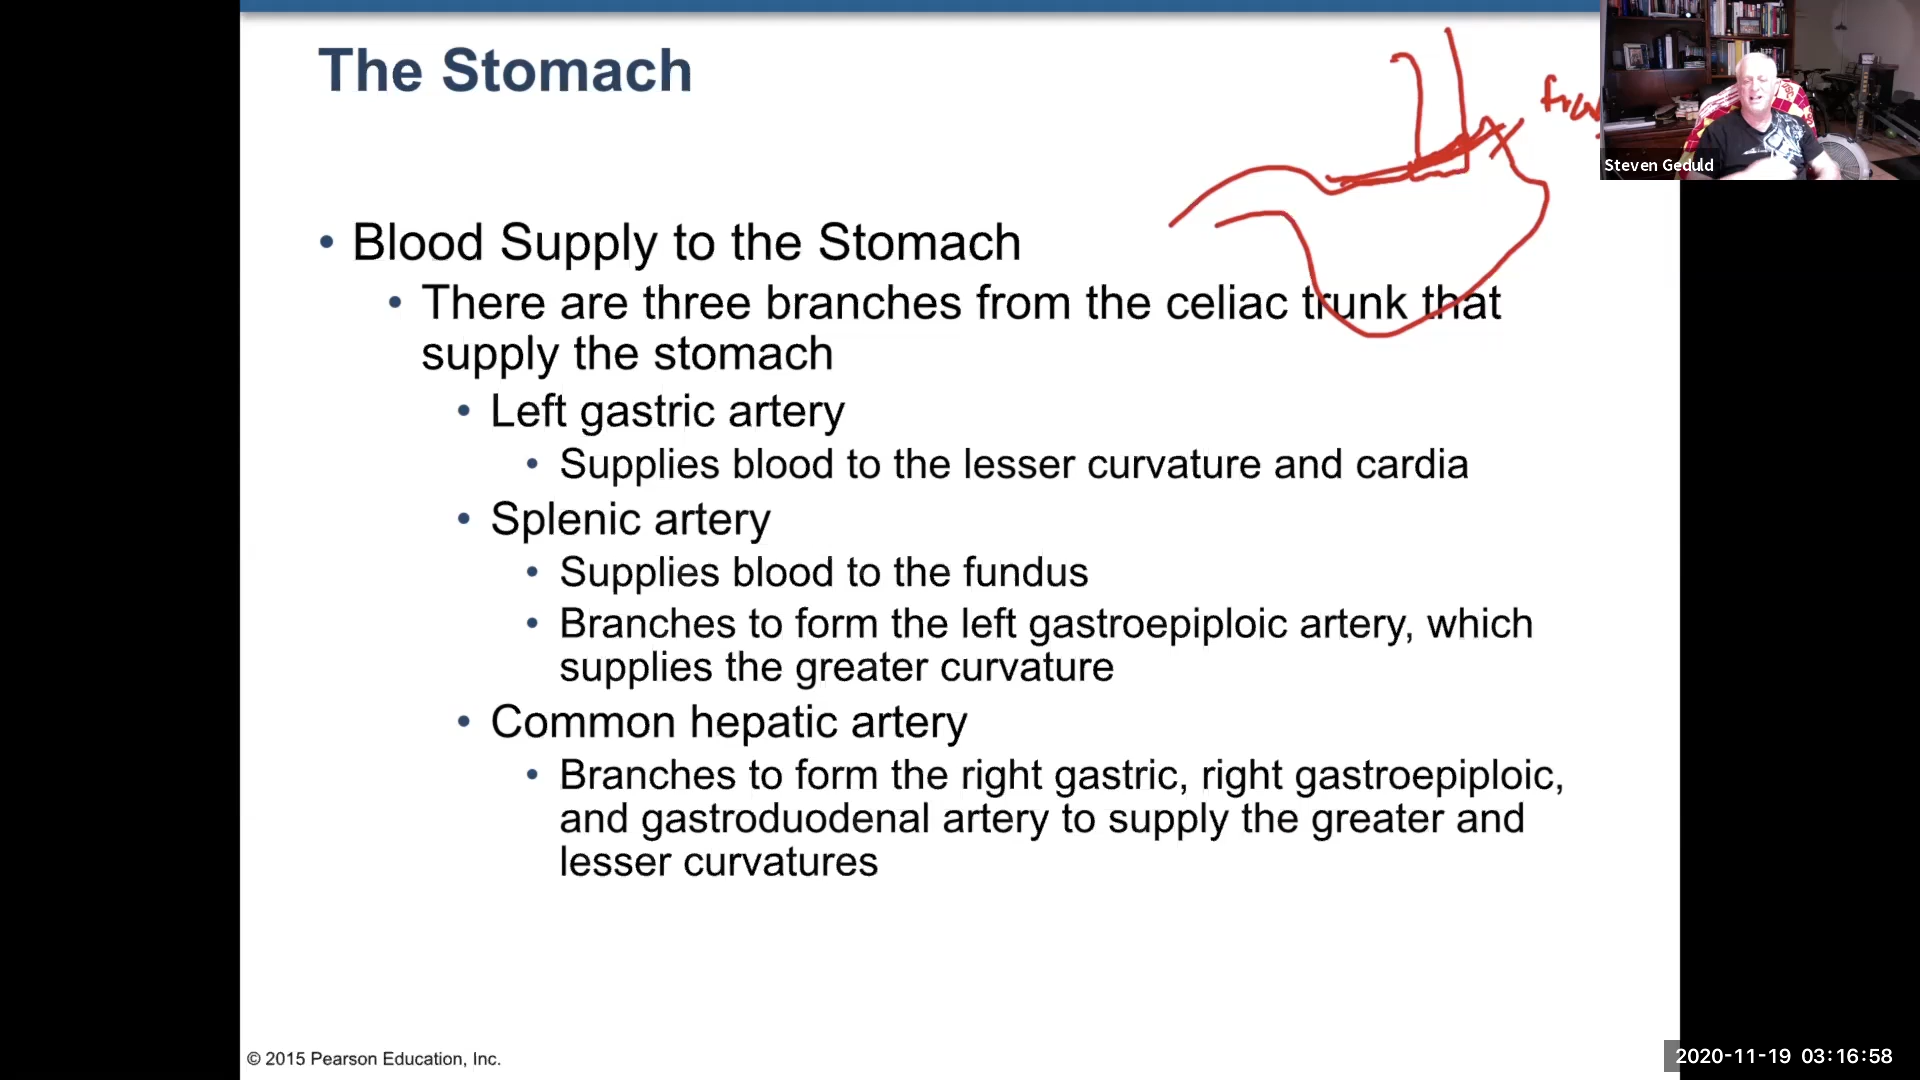 The Stomach
Steven Geduld
• Blood Supply to the Stomach
• There are three branches from the celiac trunk that
supply the stomach
• Left gastric artery
• Supplies blood to the lesser curvature and cardia
• Splenic artery
• Supplies blood to the fundus
• Branches to form the left gastroepiploic artery, which
supplies the greater curvature
• Common hepatic artery
• Branches to form the right gastric, right gastroepiploic,
and gastroduodenal artery to supply the greater and
lesser curvatures
© 2015 Pearson Education, Inc.
2020-11-19 03:16:58